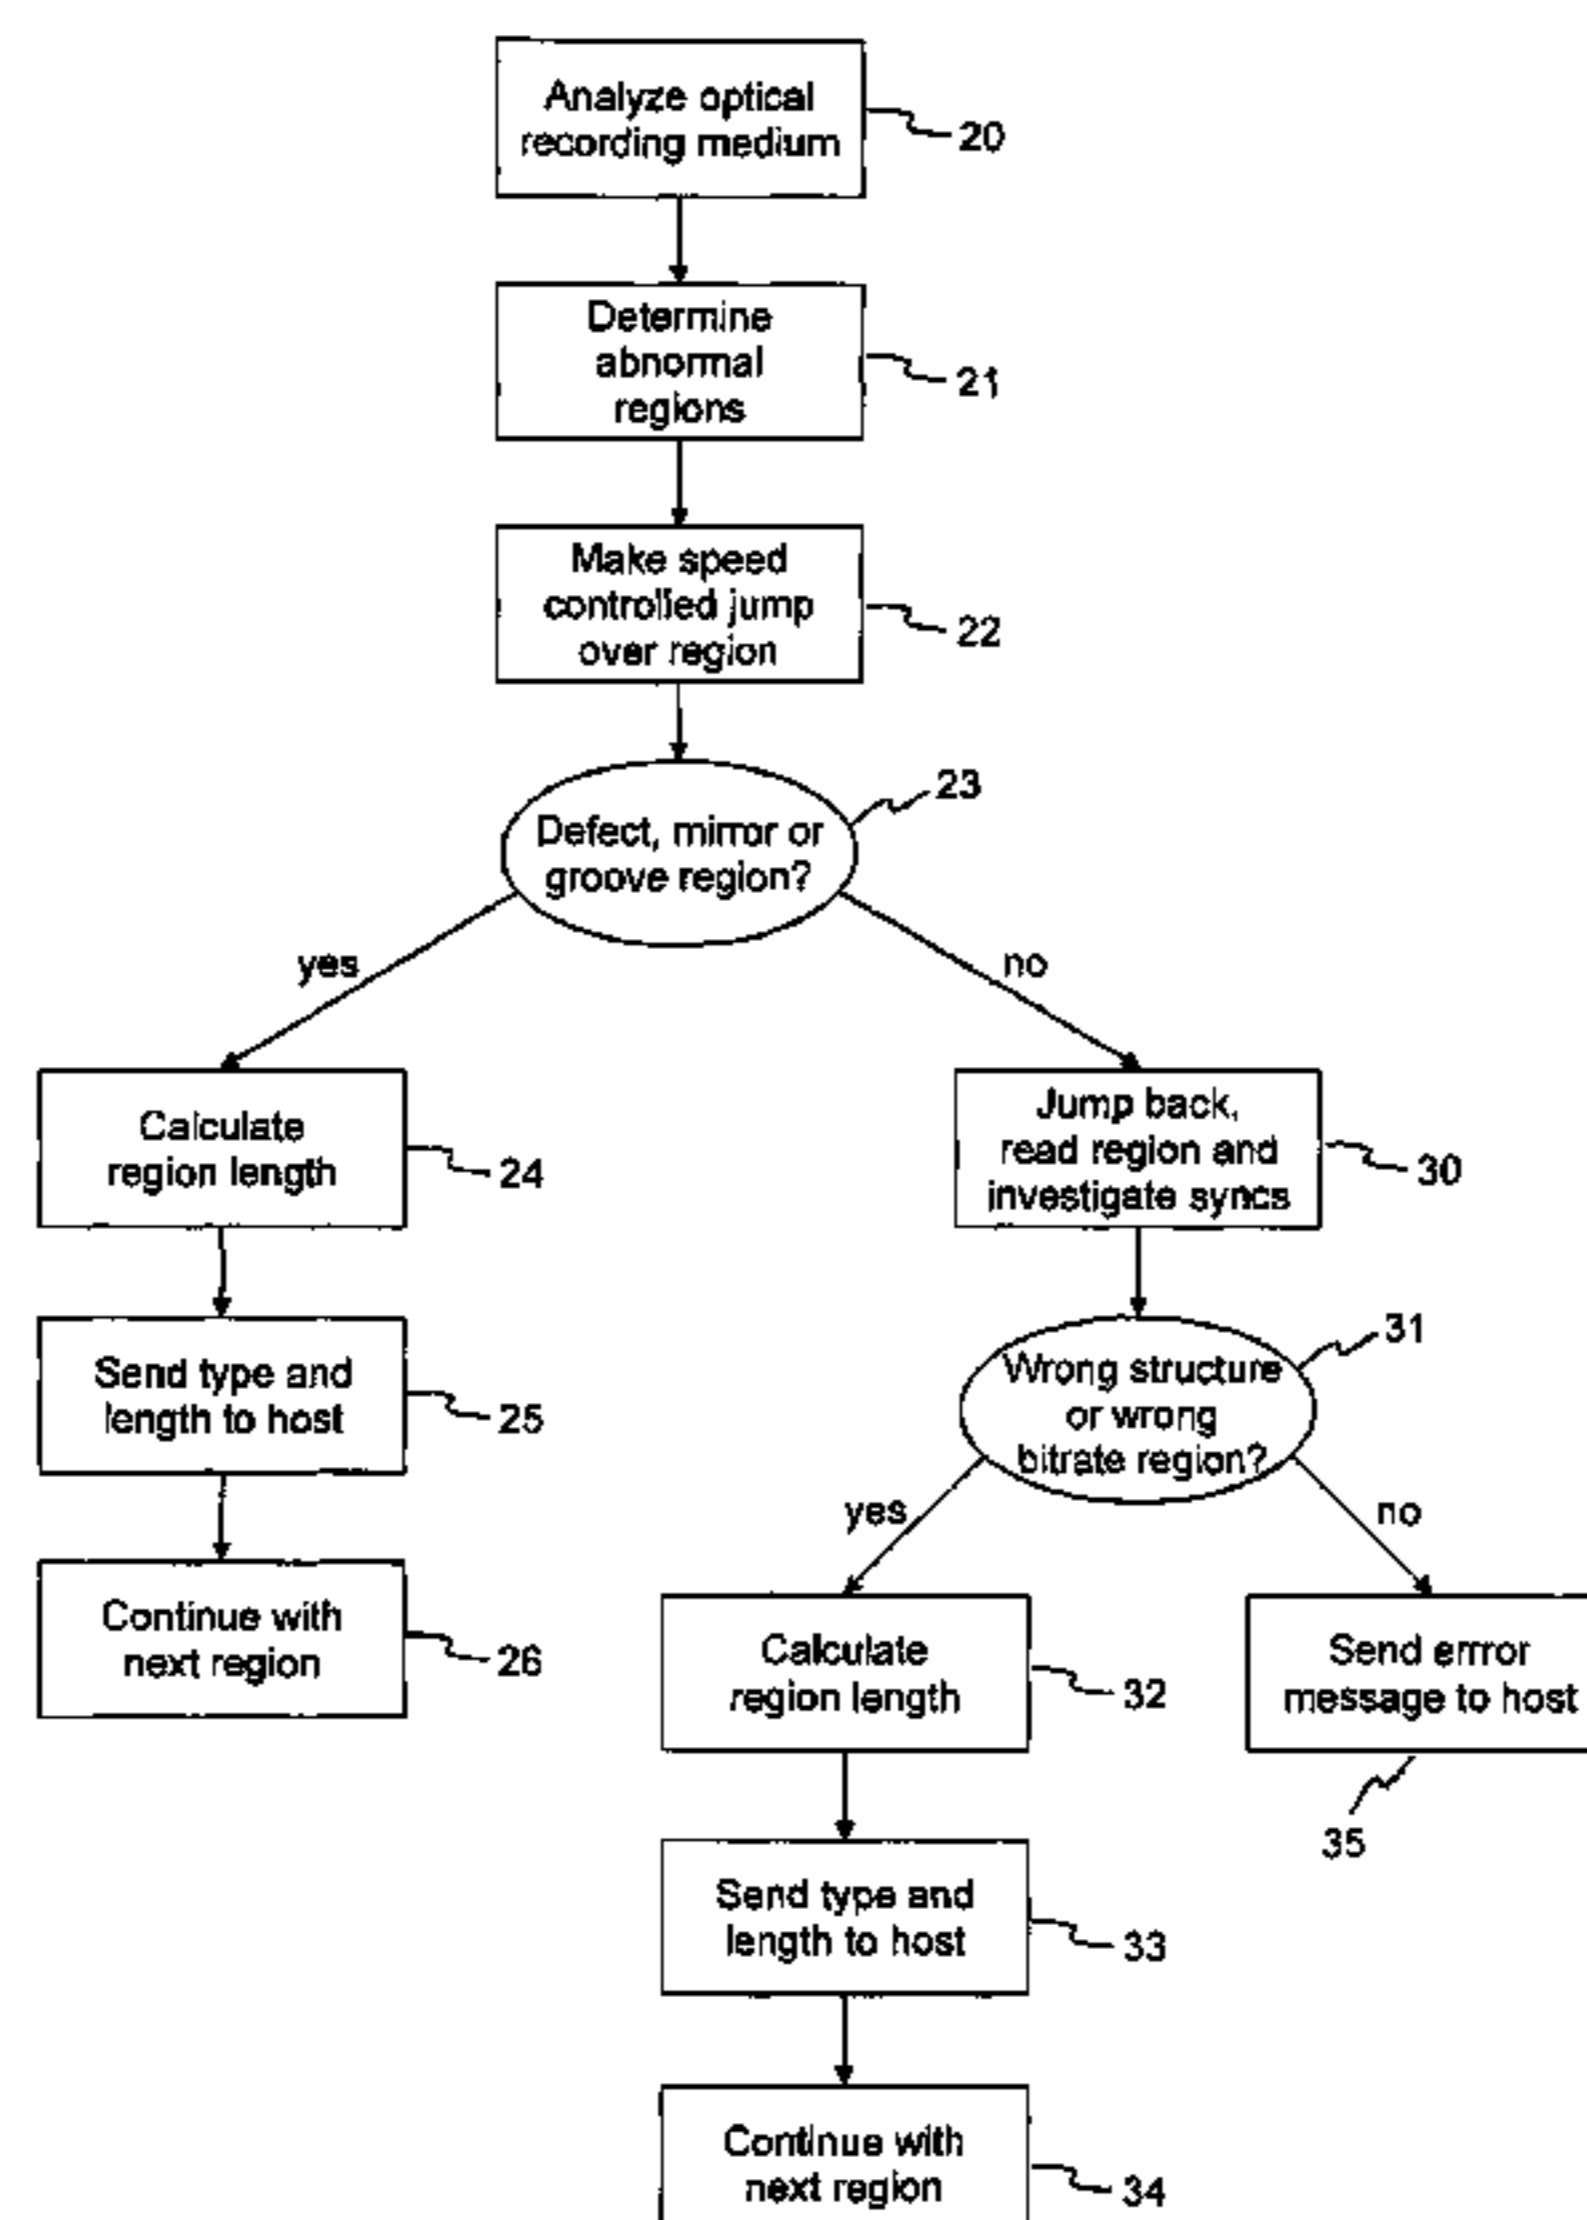 Analyze optical
recording medium
20
Determine
abnormal
regions
21
Make speed
controlled jump
over region
22
23
Defect, mirror or
groove region?
yes
no
Calculate
region length
24
Jump back,
read region and
investigate syncs
30
Send type and
length to host
25
31
Wrong structure
or wrong
bitrate region?
yes
no
Continue with
next region
26
Calculate
region length
32
Send errror
message to host
35
Send type and
length to host
33
Continue with
next region
34